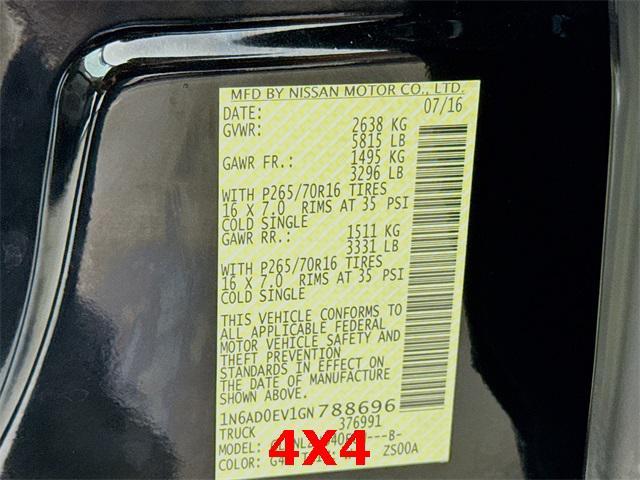 MFD BY NISSAN MOTOR CO., LTD.
DATE: 07/16
GVWR: 2638 KG
5815 LB
GAWR FR.: 1495 KG
3296 LB
WITH P265/70R16 TIRES
16 X 7.0 RIMS AT 35 PSI
COLD SINGLE
GAWR RR.: 1511 KG
3331 LB
WITH P265/70R16 TIRES
16 X 7.0 RIMS AT 35 PSI
COLD SINGLE
THIS VEHICLE CONFORMS TO
ALL APPLICABLE FEDERAL
MOTOR VEHICLE SAFETY AND
THEFT PREVENTION
STANDARDS IN EFFECT ON
THE DATE OF MANUFACTURE
SHOWN ABOVE.
1N6AD0EV1GN788696
TRUCK 376991
MODEL:
COLOR: ZS00A
4X4